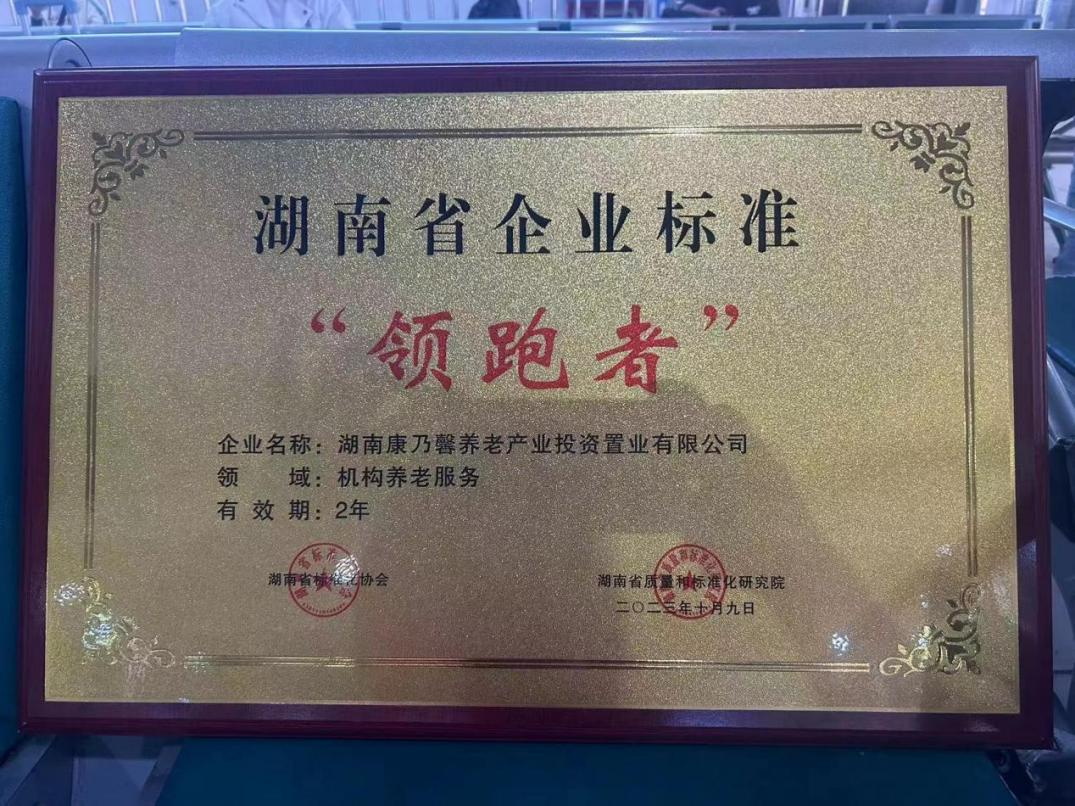 湖南省企业标准
“领跑者”
企业名称：湖南康乃馨养老产业投资置业有限公司
领　　域：机构养老服务
有 效 期：2年
湖南省标准化协会
湖南省质量和标准化研究院
二〇二三年十月九日